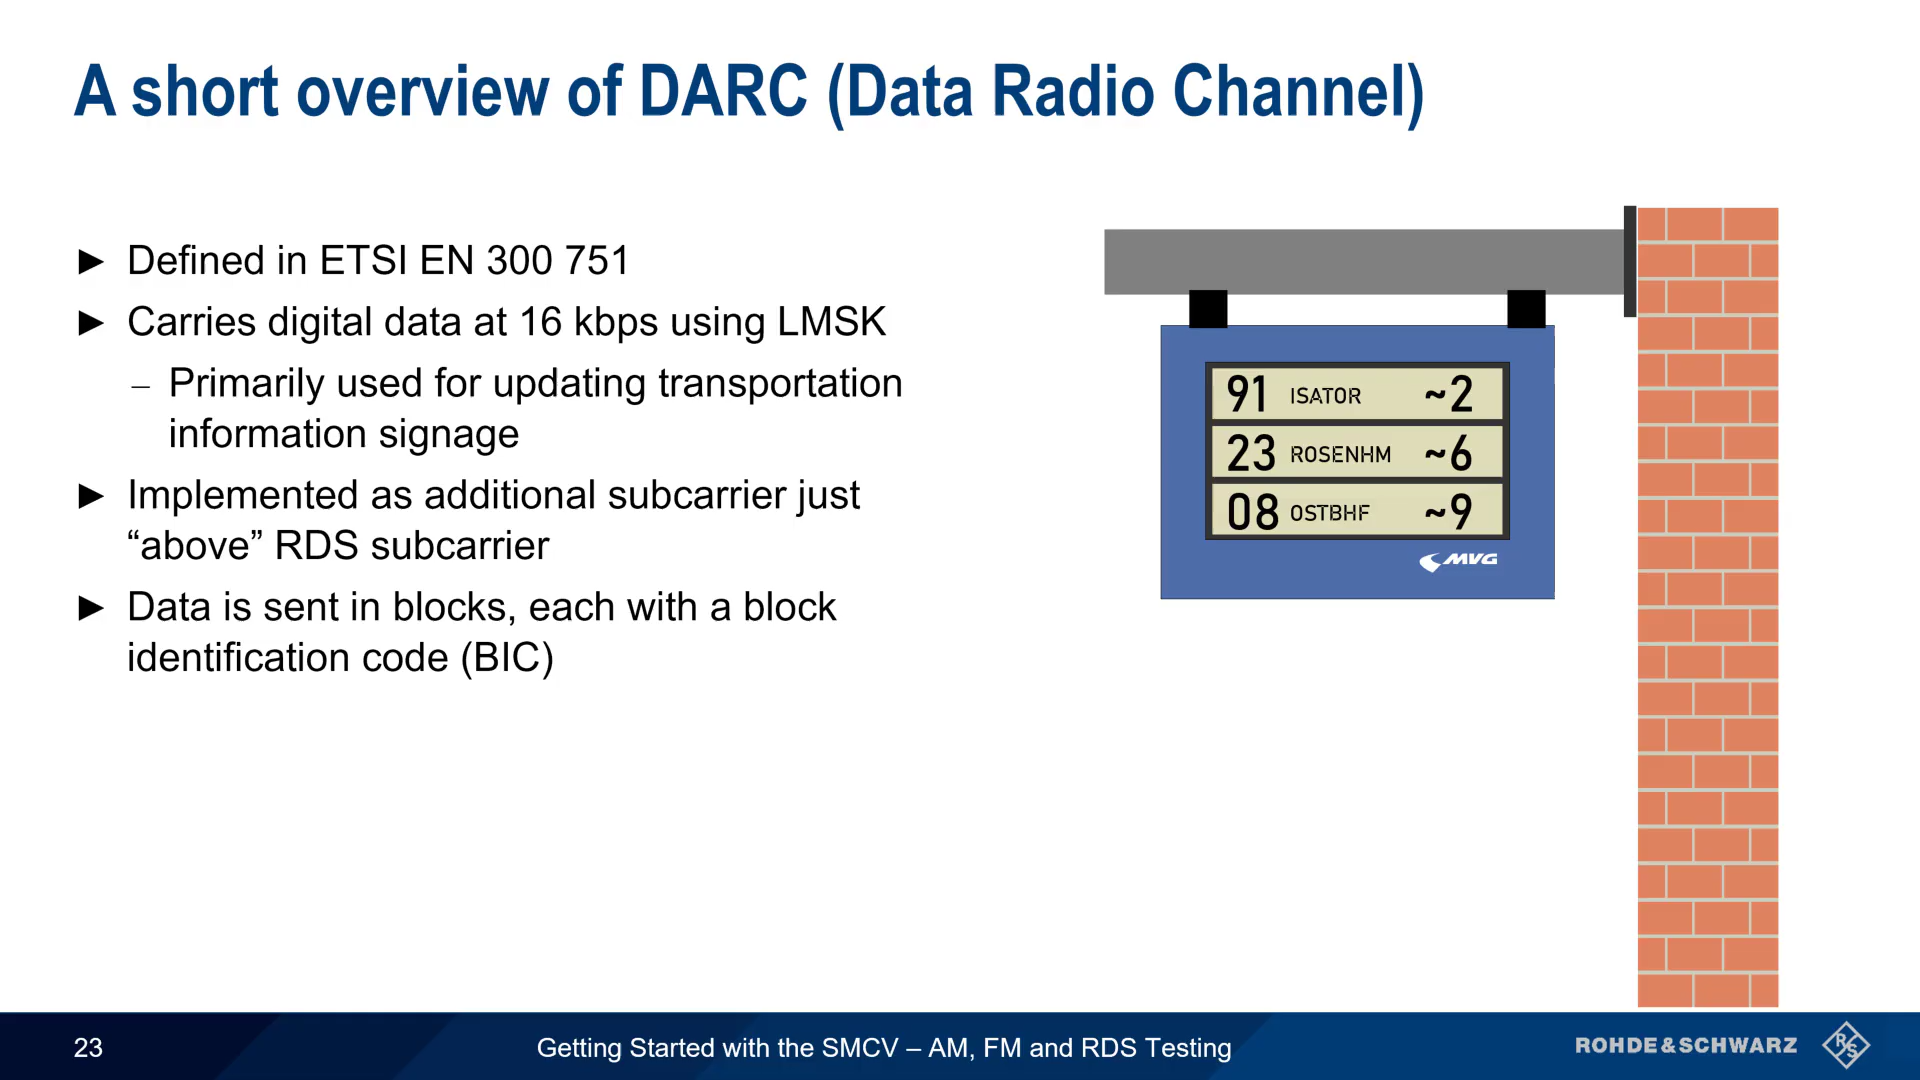 A short overview of DARC (Data Radio Channel)
► Defined in ETSI EN 300 751
► Carries digital data at 16 kbps using LMSK
– Primarily used for updating transportation
information signage
► Implemented as additional subcarrier just
“above” RDS subcarrier
► Data is sent in blocks, each with a block
identification code (BIC)
91 ISATOR ~2
23 ROSENHM ~6
08 OSTBHF ~9
MVG
23
Getting Started with the SMCV – AM, FM and RDS Testing
ROHDE&SCHWARZ
R&S